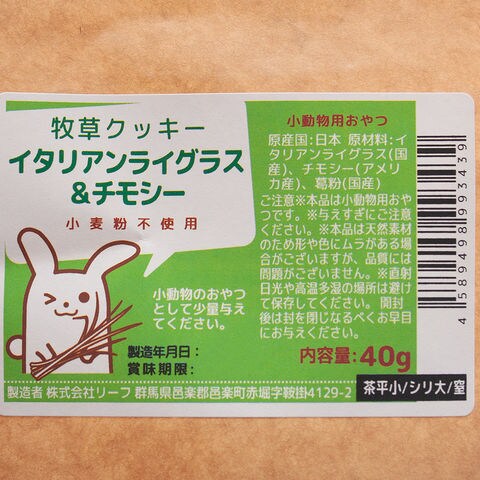 牧草クッキー
イタリアンライグラス
&チモシー
小麦粉不使用
小動物のおやつ
として少量与え
てください。
製造年月日：
賞味期限：
小動物用おやつ
原産国:日本 原材料:イ
タリアンライグラス(国
産)、チモシー(アメリ
カ産)、葛粉(国産)
ご注意※本品は小動物用おや
つです。※与えすぎにご注意
ください。※本品は天然素材
のため形や色にムラがある場
合がございますが、品質には
問題がございません。※直射
日光や高温多湿の場所は避け
て保存してください。 開封
後は封を閉じなるべくお早目
にお与えください。
内容量:40g
4589498993439
製造者 株式会社リーフ 群馬県邑楽郡邑楽町赤堀字鞍掛4129-2
茶平小/シリ大/窒